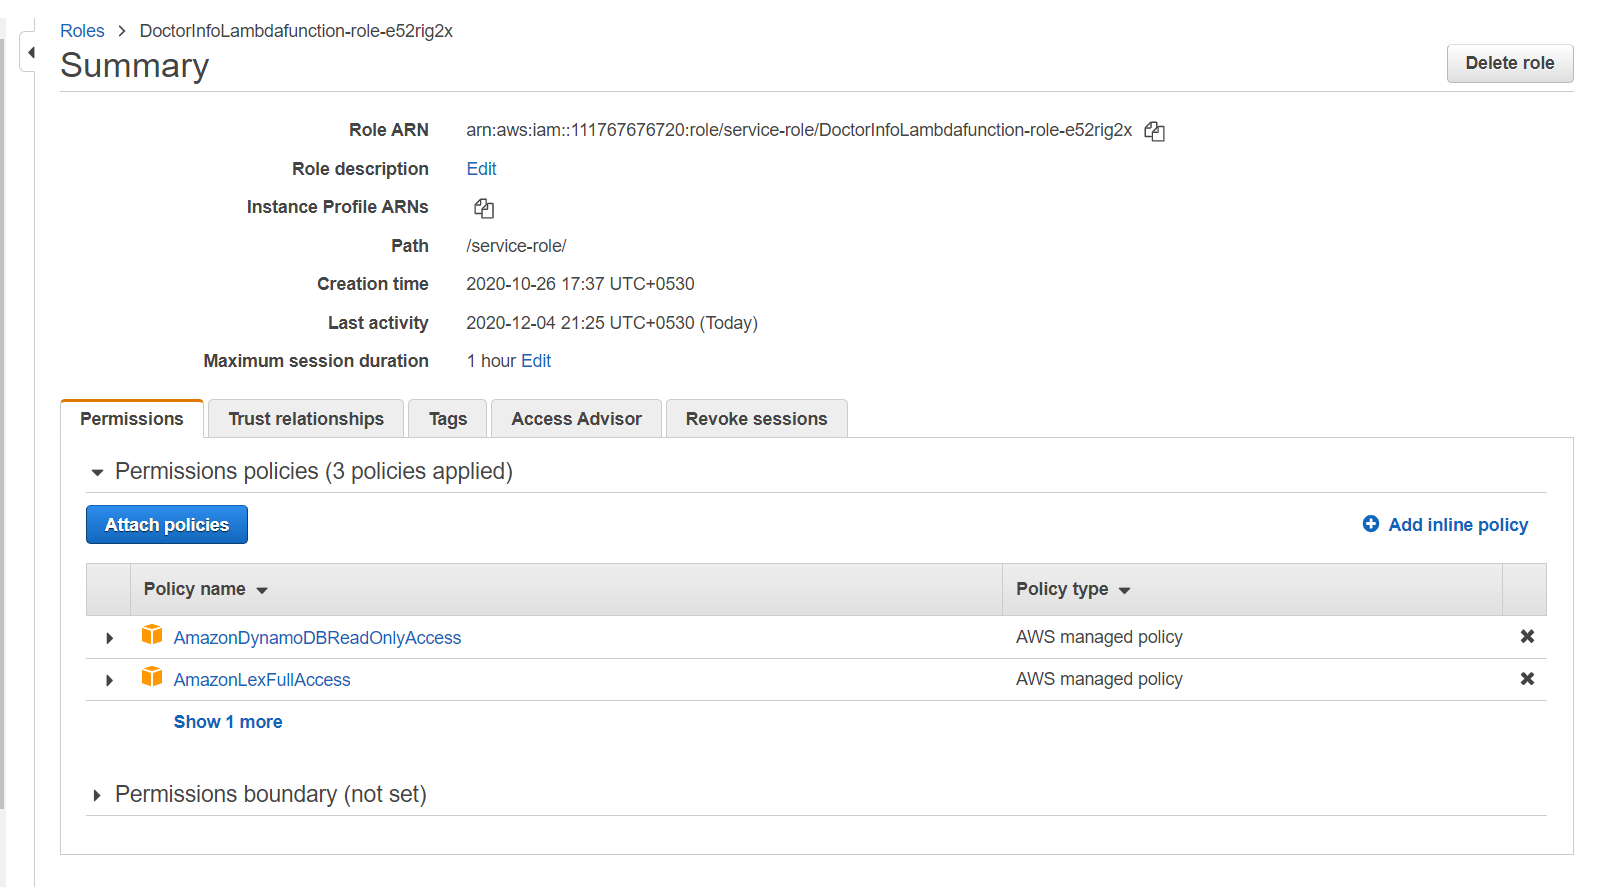 Roles > DoctorInfoLambdafunction-role-e52rig2x
Summary
Delete role
Role ARN arn:aws:iam::111767676720:role/service-role/DoctorInfoLambdafunction-role-e52rig2x
Role description Edit
Instance Profile ARNs
Path /service-role/
Creation time 2020-10-26 17:37 UTC+0530
Last activity 2020-12-04 21:25 UTC+0530 (Today)
Maximum session duration 1 hour Edit
Permissions Trust relationships Tags Access Advisor Revoke sessions
Permissions policies (3 policies applied)
Attach policies Add inline policy
Policy name Policy type
AmazonDynamoDBReadOnlyAccess AWS managed policy
AmazonLexFullAccess AWS managed policy
Show 1 more
Permissions boundary (not set)